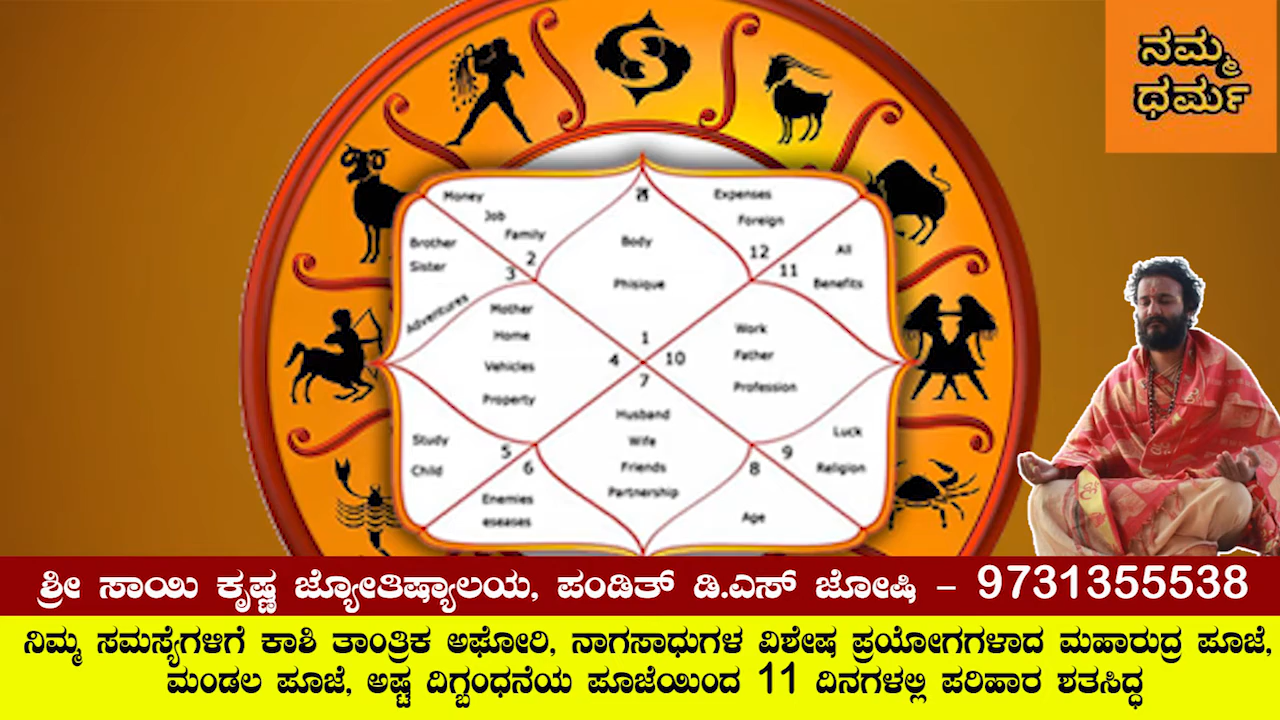 ನಮ್ಮ
ಧರ್ಮ
Money
Job
Family
2
Brother
Sister
3
Adventures
Body
Phisique
1
Expenses
Foreign
12
11
All
Benefits
Mother
Home
Vehicles
Property
4
10
7
Work
Father
Profession
Study
Child
5
6
Enemies
eseases
Husband
Wife
Friends
Partnership
8
Age
9
Luck
Religion
ಶ್ರೀ ಸಾಯಿ ಕೃಷ್ಣ ಜ್ಯೋತಿಷ್ಯಾಲಯ, ಪಂಡಿತ್ ಡಿ.ಎಸ್ ಜೋಷಿ - 9731355538
ನಿಮ್ಮ ಸಮಸ್ಯೆಗಳಿಗೆ ಕಾಶಿ ತಾಂತ್ರಿಕ ಅಘೋರಿ, ನಾಗಸಾಧುಗಳ ವಿಶೇಷ ಪ್ರಯೋಗಗಳಾದ ಮಹಾರುದ್ರ ಪೂಜೆ,
ಮಂಡಲ ಪೂಜೆ, ಅಷ್ಟ ದಿಗ್ಬಂಧನೆಯ ಪೂಜೆಯಿಂದ 11 ದಿನಗಳಲ್ಲಿ ಪರಿಹಾರ ಶತಸಿದ್ಧ